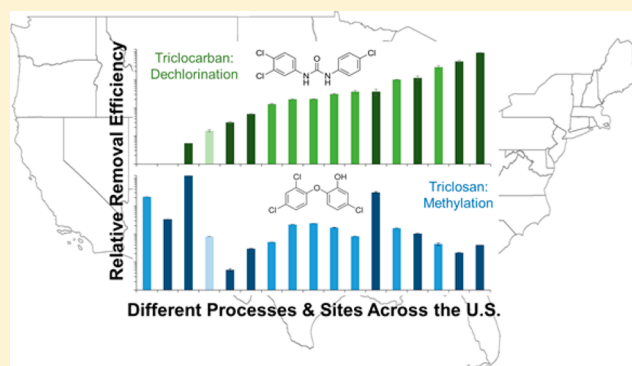 Triclocarban:
Dechlorination
Cl
Cl
O
N
H
N
H
Cl
Triclosan:
Methylation
Cl
Cl
O
OH
Cl
Relative Removal Efficiency
Different Processes & Sites Across the U.S.